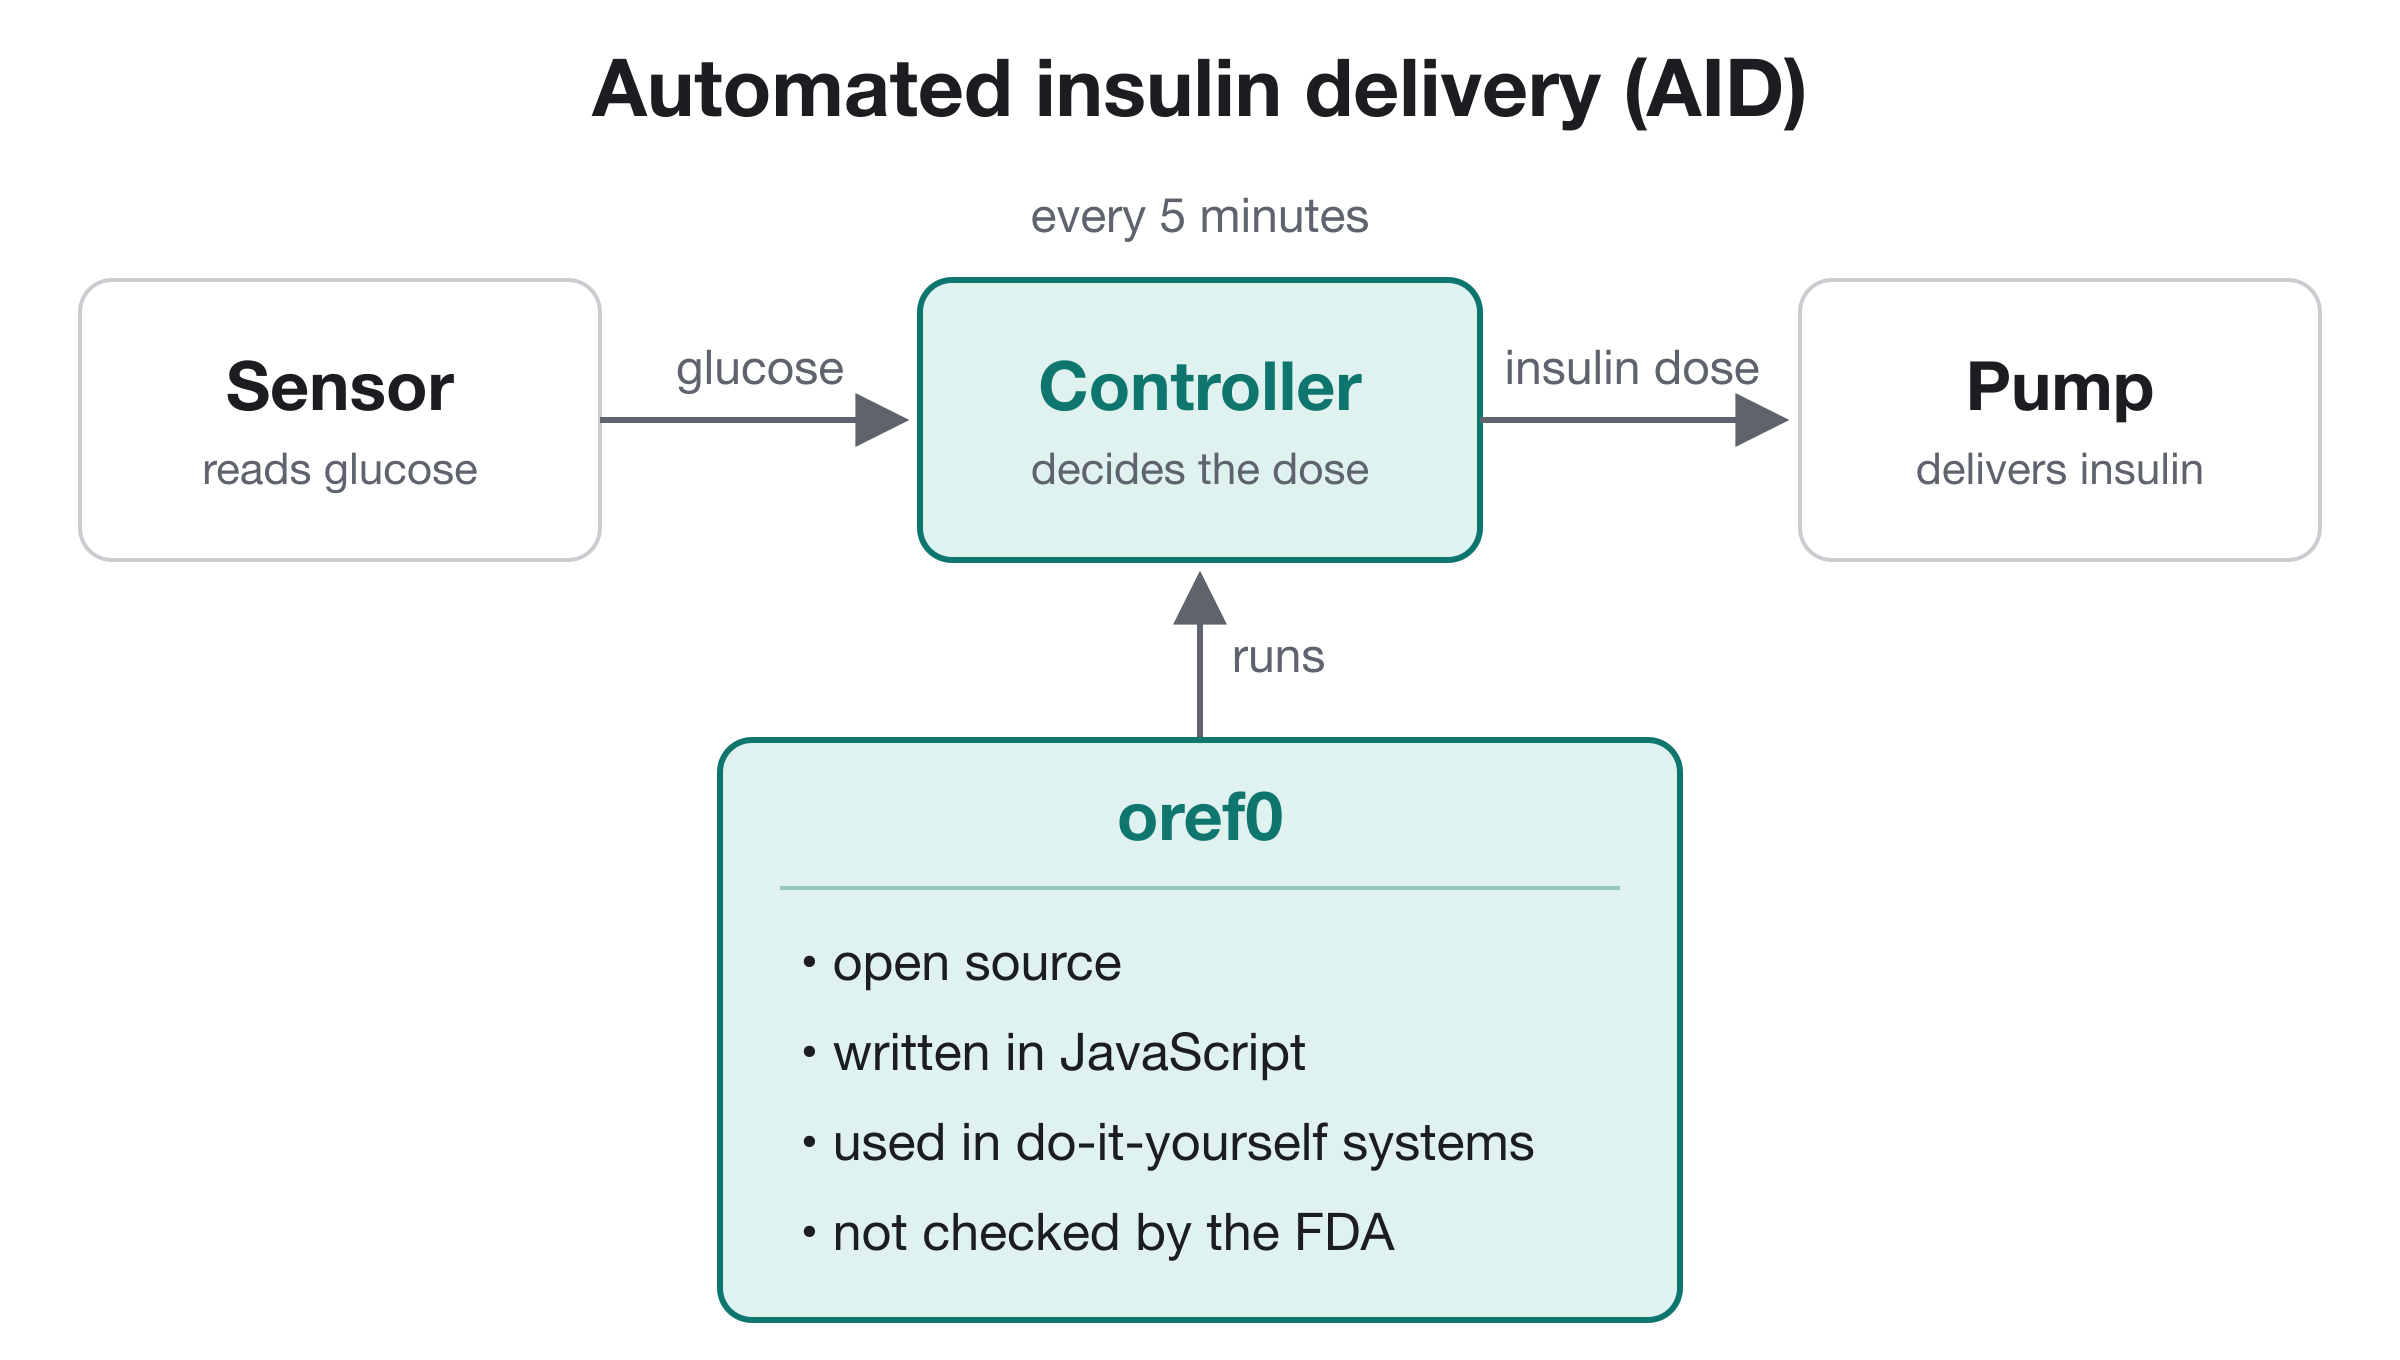 Automated insulin delivery (AID)
every 5 minutes
Sensor
reads glucose
glucose
Controller
decides the dose
insulin dose
Pump
delivers insulin
runs
oref0
• open source
• written in JavaScript
• used in do-it-yourself systems
• not checked by the FDA